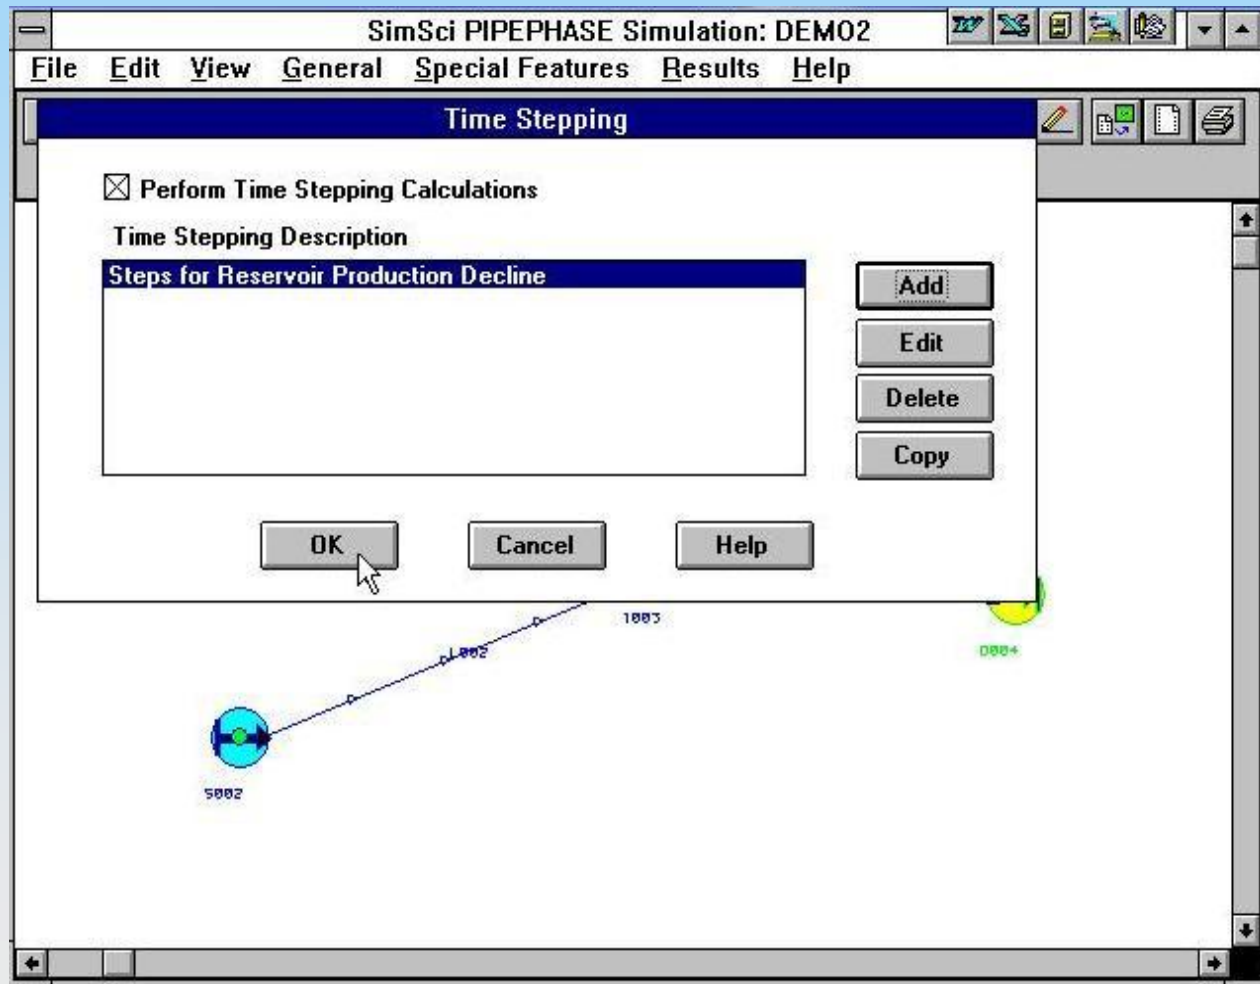 SimSci PIPEPHASE Simulation: DEMO2
File Edit View General Special Features Results Help
Time Stepping
Perform Time Stepping Calculations
Time Stepping Description
Steps for Reservoir Production Decline
Add
Edit
Delete
Copy
OK Cancel Help
1003
L002
D004
S002